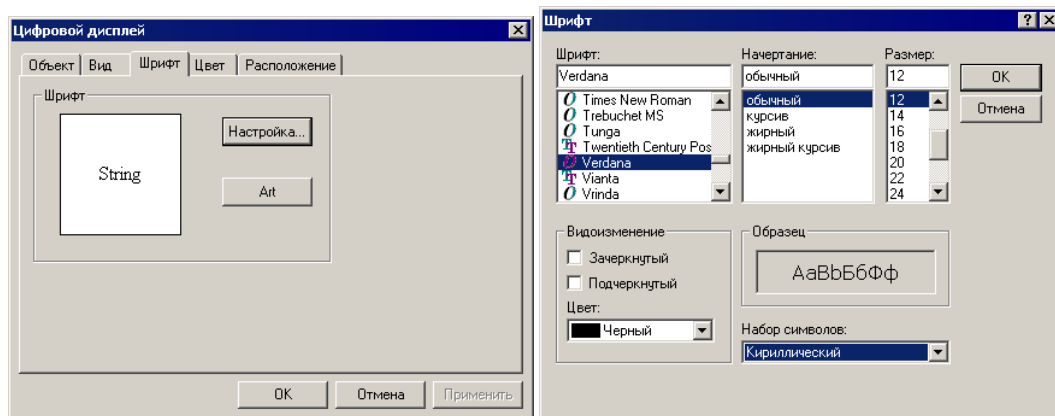 Цифровой дисплей
Объект Вид Шрифт Цвет Расположение
Шрифт
String
Настройка...
Art
OK Отмена Применить
Шрифт
Шрифт: Начертание: Размер:
Verdana обычный 12
Times New Roman обычный 12
Trebuchet MS курсив 14
Tunga жирный 16
Twentieth Century Pos жирный курсив 18
Verdana 20
Vianta 22
Vrinda 24
OK
Отмена
Видоизменение
Зачеркнутый
Подчеркнутый
Цвет:
Черный
Образец
AaBbБбФф
Набор символов:
Кириллический